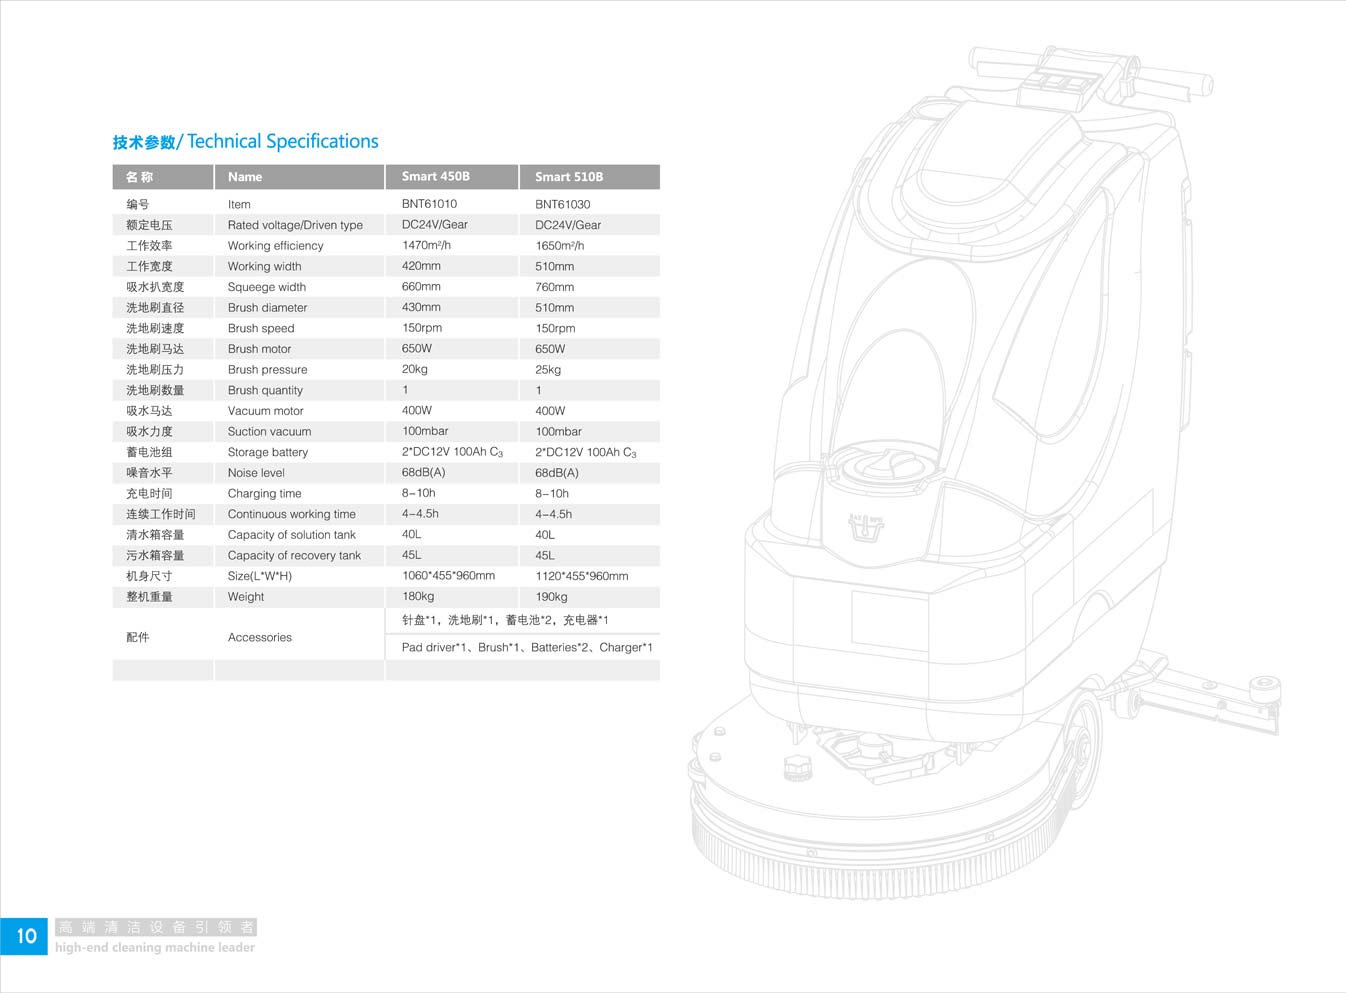 技术参数/ Technical Specifications
名 称 Name Smart 450B Smart 510B
编号 Item BNT61010 BNT61030
额定电压 Rated voltage/Driven type DC24V/Gear DC24V/Gear
工作效率 Working efficiency 1470m²/h 1650m²/h
工作宽度 Working width 420mm 510mm
吸水扒宽度 Squeege width 660mm 760mm
洗地刷直径 Brush diameter 430mm 510mm
洗地刷速度 Brush speed 150rpm 150rpm
洗地刷马达 Brush motor 650W 650W
洗地刷压力 Brush pressure 20kg 25kg
洗地刷数量 Brush quantity 1 1
吸水马达 Vacuum motor 400W 400W
吸水力度 Suction vacuum 100mbar 100mbar
蓄电池组 Storage battery 2*DC12V 100Ah C₃ 2*DC12V 100Ah C₃
噪音水平 Noise level 68dB(A) 68dB(A)
充电时间 Charging time 8–10h 8–10h
连续工作时间 Continuous working time 4–4.5h 4–4.5h
清水箱容量 Capacity of solution tank 40L 40L
污水箱容量 Capacity of recovery tank 45L 45L
机身尺寸 Size(L*W*H) 1060*455*960mm 1120*455*960mm
整机重量 Weight 180kg 190kg
配件 Accessories 针盘*1，洗地刷*1，蓄电池*2，充电器*1
Pad driver*1、Brush*1、Batteries*2、Charger*1
10 高端清洁设备引领者
high-end cleaning machine leader